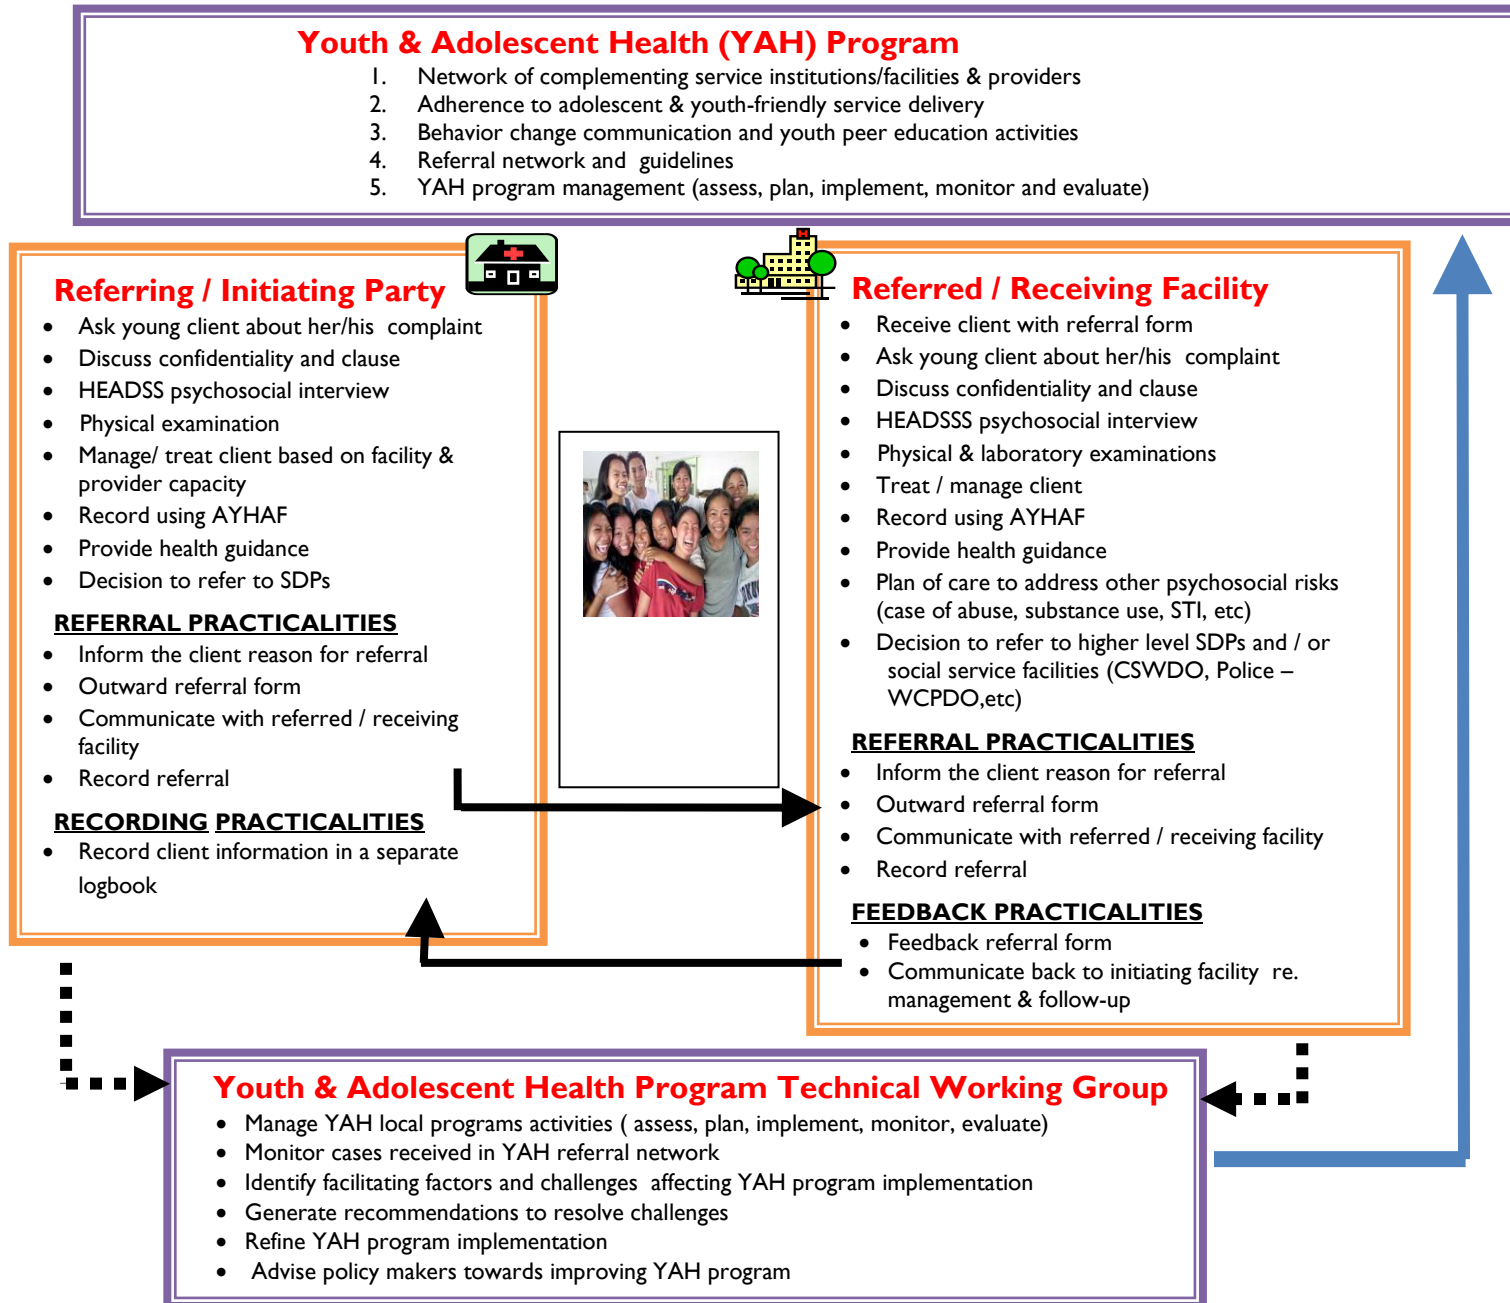 Youth & Adolescent Health (YAH) Program
1. Network of complementing service institutions/facilities & providers
2. Adherence to adolescent & youth-friendly service delivery
3. Behavior change communication and youth peer education activities
4. Referral network and guidelines
5. YAH program management (assess, plan, implement, monitor and evaluate)
Referring / Initiating Party
• Ask young client about her/his complaint
• Discuss confidentiality and clause
• HEADSS psychosocial interview
• Physical examination
• Manage/ treat client based on facility &
provider capacity
• Record using AYHAF
• Provide health guidance
• Decision to refer to SDPs
REFERRAL PRACTICALITIES
• Inform the client reason for referral
• Outward referral form
• Communicate with referred / receiving
facility
• Record referral
RECORDING PRACTICALITIES
• Record client information in a separate
logbook
H
Referred / Receiving Facility
• Receive client with referral form
• Ask young client about her/his complaint
• Discuss confidentiality and clause
• HEADSSS psychosocial interview
• Physical & laboratory examinations
• Treat / manage client
• Record using AYHAF
• Provide health guidance
• Plan of care to address other psychosocial risks
(case of abuse, substance use, STI, etc)
• Decision to refer to higher level SDPs and / or
social service facilities (CSWDO, Police –
WCPDO,etc)
REFERRAL PRACTICALITIES
• Inform the client reason for referral
• Outward referral form
• Communicate with referred / receiving facility
• Record referral
FEEDBACK PRACTICALITIES
• Feedback referral form
• Communicate back to initiating facility re.
management & follow-up
Youth & Adolescent Health Program Technical Working Group
• Manage YAH local programs activities ( assess, plan, implement, monitor, evaluate)
• Monitor cases received in YAH referral network
• Identify facilitating factors and challenges affecting YAH program implementation
• Generate recommendations to resolve challenges
• Refine YAH program implementation
• Advise policy makers towards improving YAH program